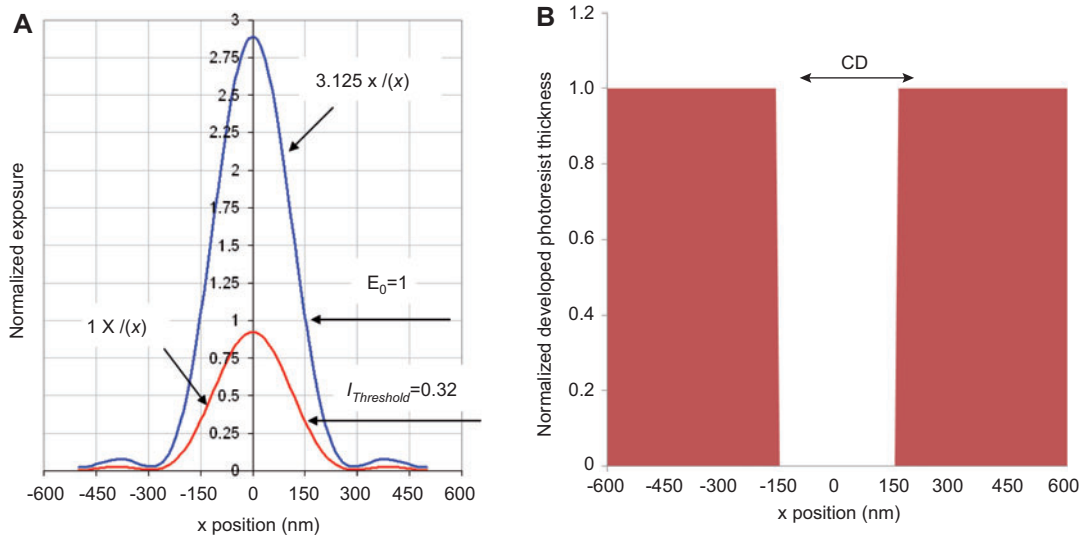 A
Normalized exposure
3
2.75
2.5
2.25
2
1.75
1.5
1.25
1
0.75
0.5
0.25
0
3.125 x /(x)
E0=1
1 X /(x)
IThreshold=0.32
-600 -450 -300 -150 0 150 300 450 600
x position (nm)
B
Normalized developed photoresist thickness
1.2
1.0
0.8
0.6
0.4
0.2
0
CD
-600 -450 -300 -150 0 150 300 450 600
x position (nm)